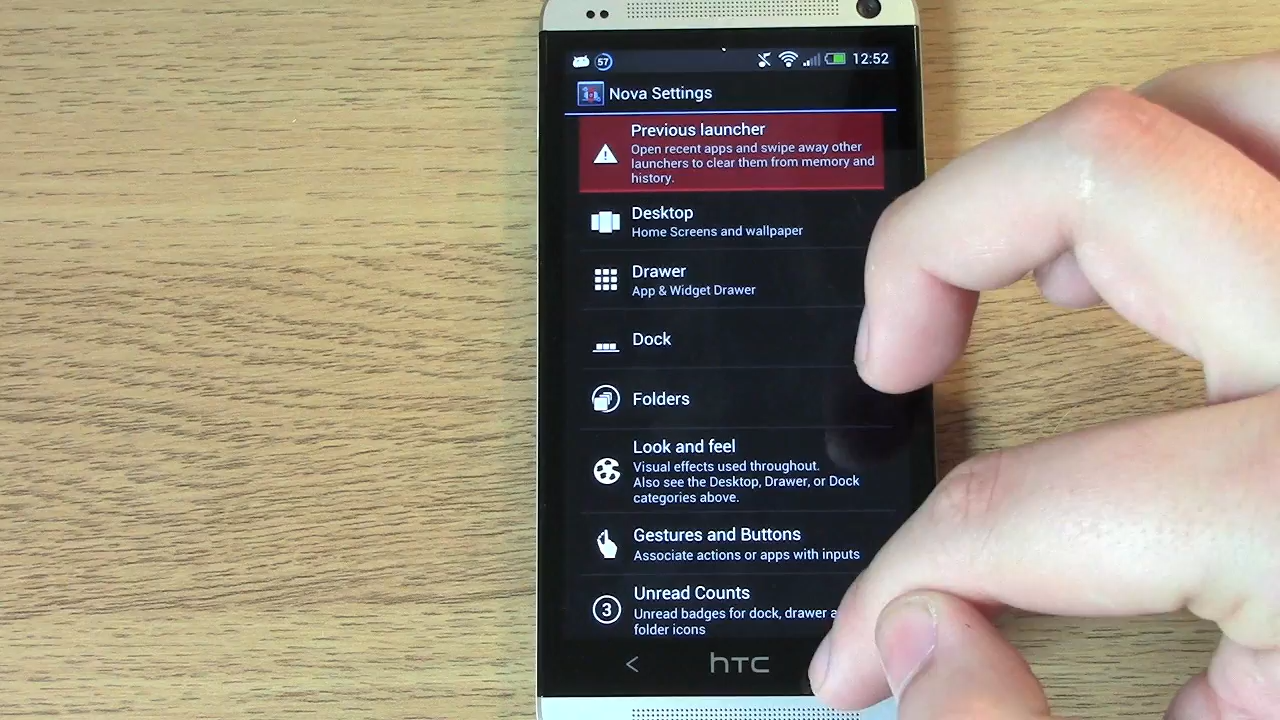 57
12:52
Nova Settings
Previous launcher
Open recent apps and swipe away other
launchers to clear them from memory and
history.
Desktop
Home Screens and wallpaper
Drawer
App & Widget Drawer
Dock
Folders
Look and feel
Visual effects used throughout.
Also see the Desktop, Drawer, or Dock
categories above.
Gestures and Buttons
Associate actions or apps with inputs
3
Unread Counts
Unread badges for dock, drawer
folder icons
hTC